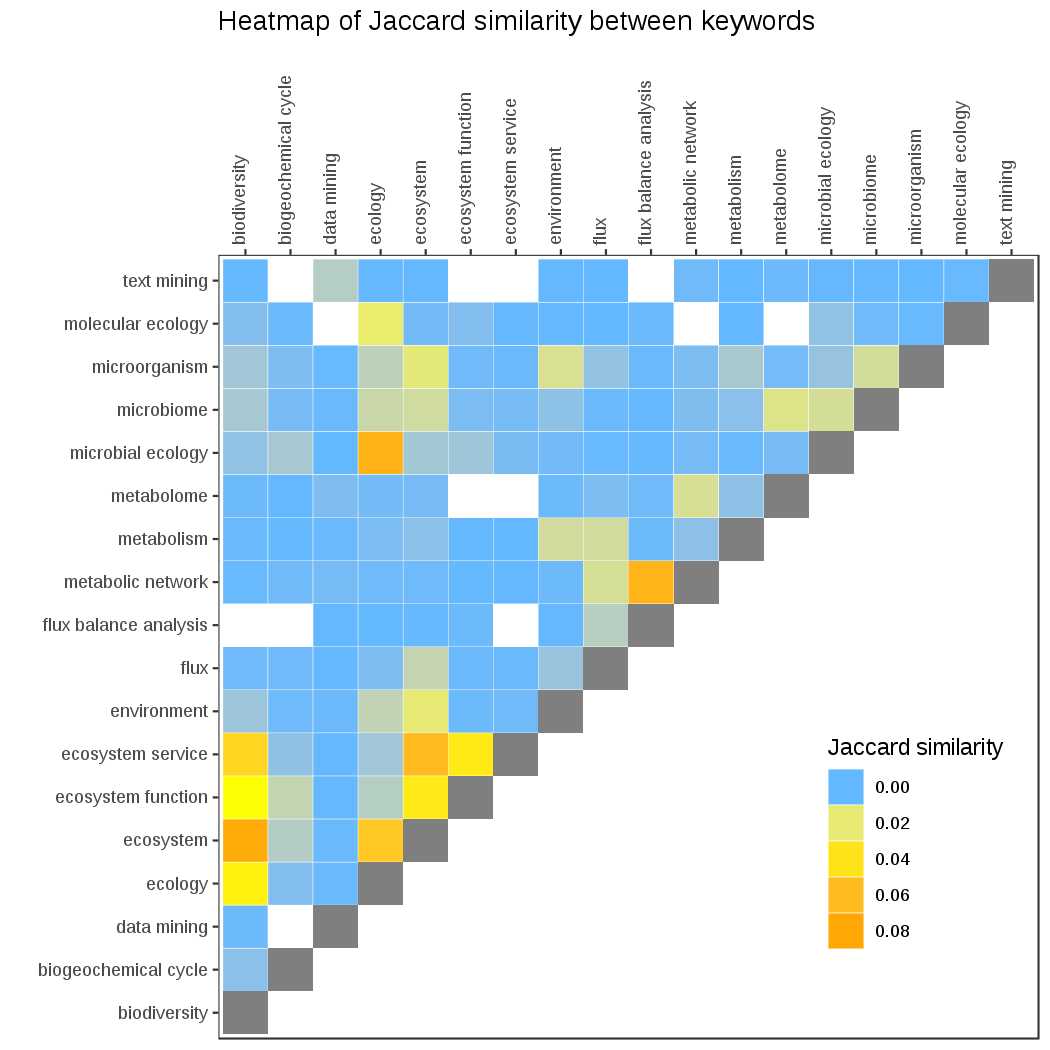 Heatmap of Jaccard similarity between keywords
biodiversity
biogeochemical cycle
data mining
ecology
ecosystem
ecosystem function
ecosystem service
environment
flux
flux balance analysis
metabolic network
metabolism
metabolome
microbial ecology
microbiome
microorganism
molecular ecology
text mining
text mining
molecular ecology
microorganism
microbiome
microbial ecology
metabolome
metabolism
metabolic network
flux balance analysis
flux
environment
ecosystem service
ecosystem function
ecosystem
ecology
data mining
biogeochemical cycle
biodiversity
Jaccard similarity
0.00
0.02
0.04
0.06
0.08